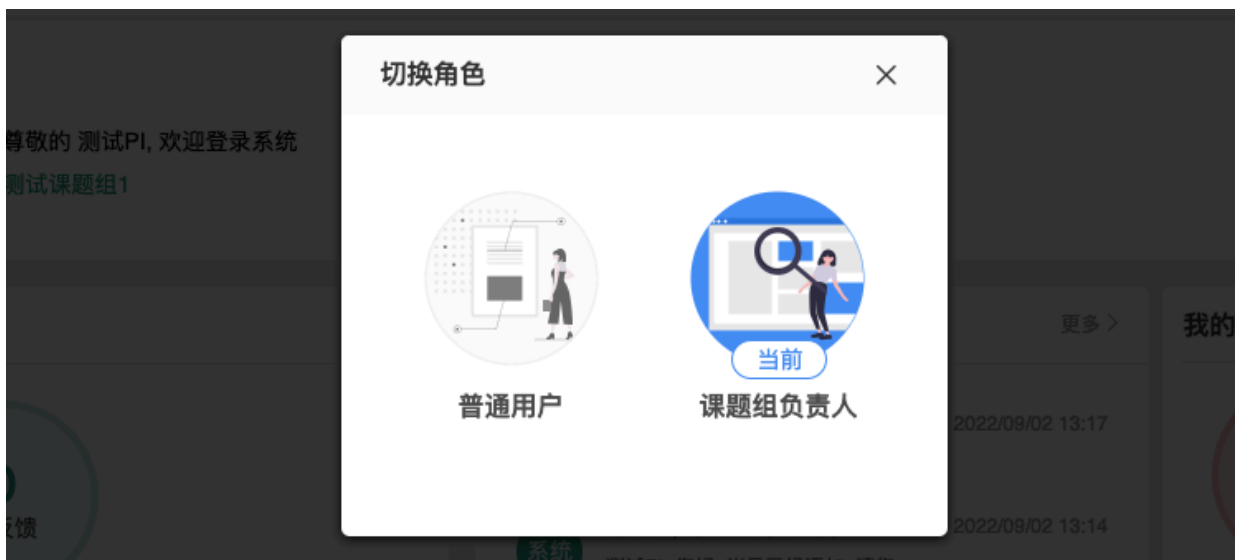 切换角色
尊敬的 测试PI, 欢迎登录系统
测试课题组1
更多
我的
当前
普通用户
课题组负责人
2022/09/02 13:17
反馈
2022/09/02 13:14
系统